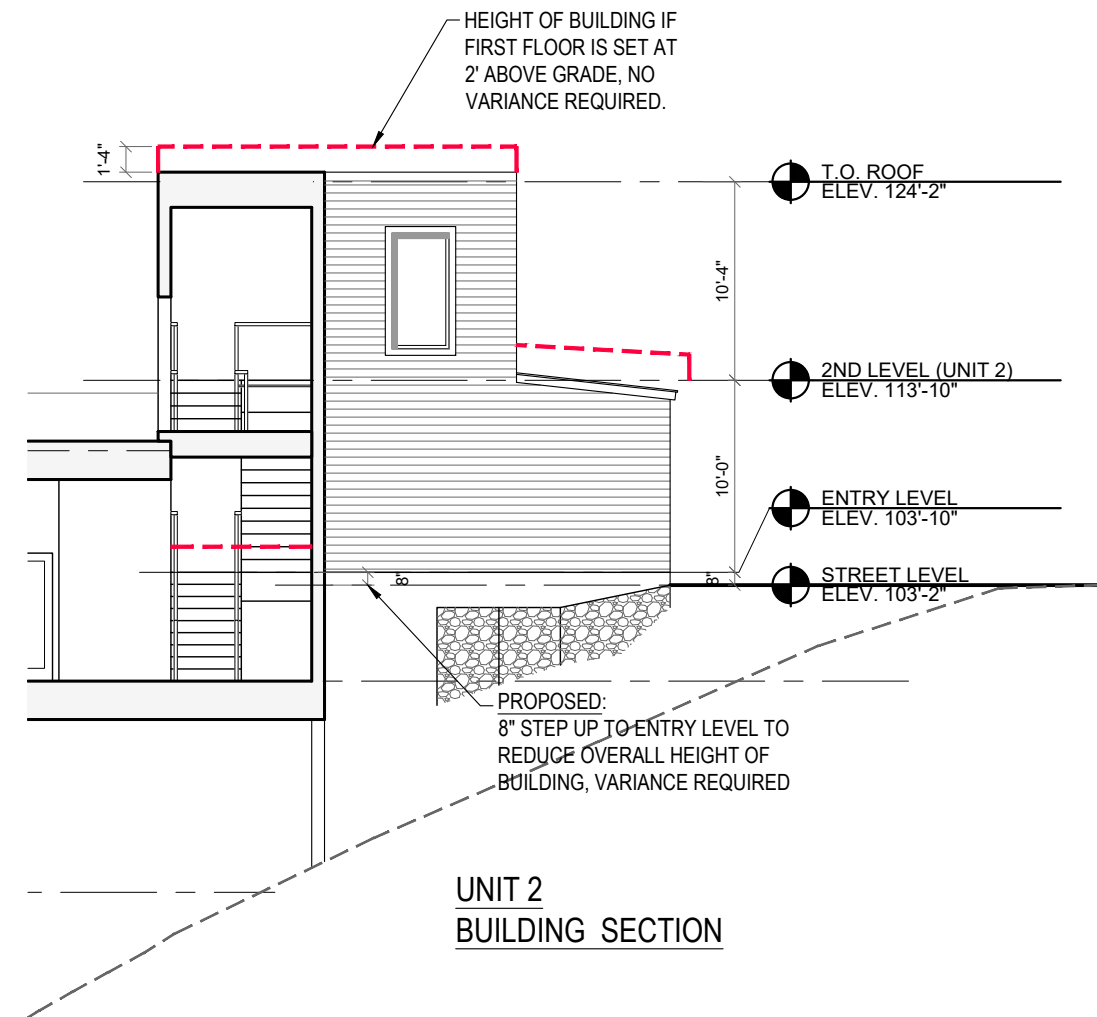 HEIGHT OF BUILDING IF
FIRST FLOOR IS SET AT
2' ABOVE GRADE, NO
VARIANCE REQUIRED.
1'-4"
T.O. ROOF
ELEV. 124'-2"
10'-4"
2ND LEVEL (UNIT 2)
ELEV. 113'-10"
10'-0"
ENTRY LEVEL
ELEV. 103'-10"
8"
8"
STREET LEVEL
ELEV. 103'-2"
PROPOSED:
8" STEP UP TO ENTRY LEVEL TO
REDUCE OVERALL HEIGHT OF
BUILDING, VARIANCE REQUIRED
UNIT 2
BUILDING SECTION